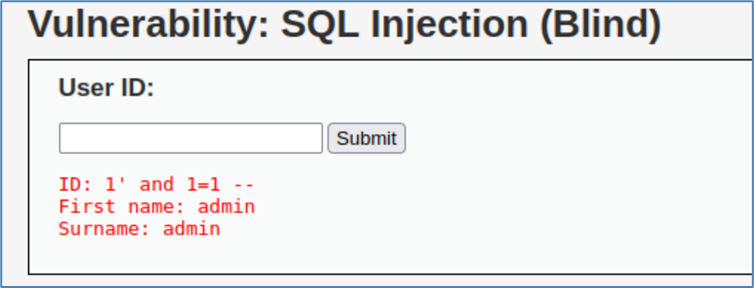 Vulnerability: SQL Injection (Blind)
User ID:
Submit
ID: 1' and 1=1 --
First name: admin
Surname: admin